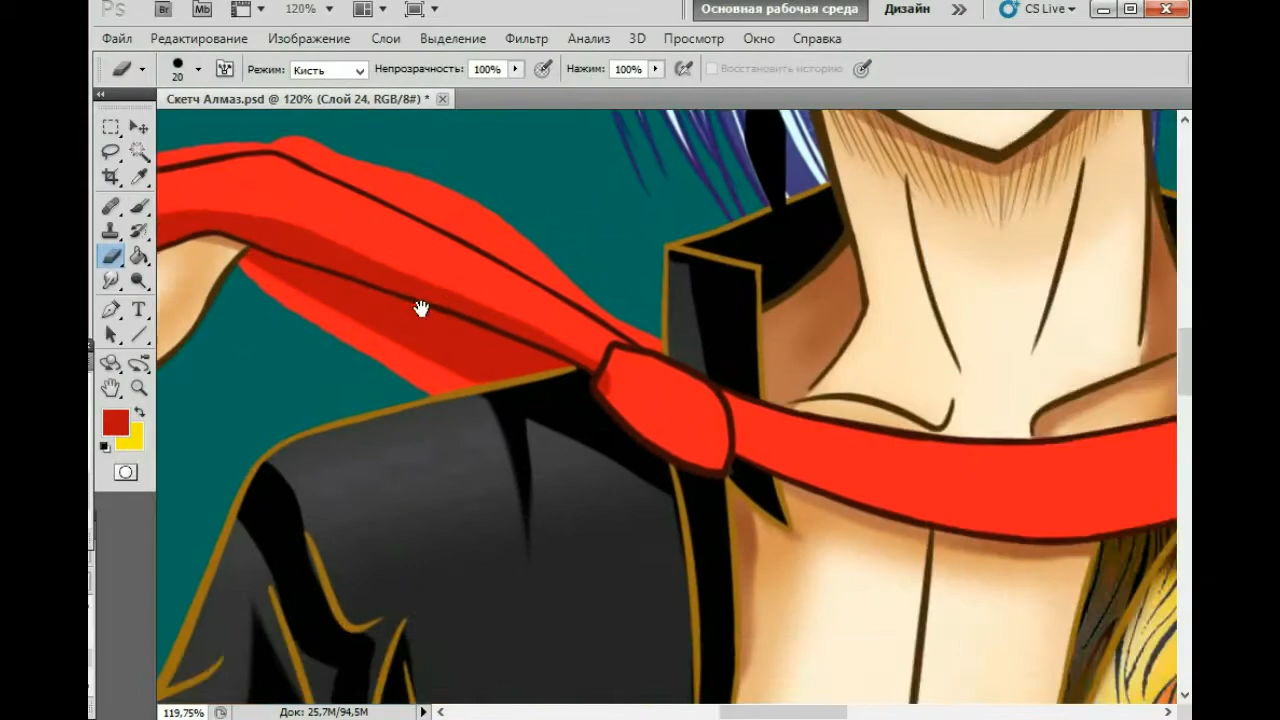 Ps Br Mb 120% Основная рабочая среда Дизайн CS Live
Файл Редактирование Изображение Слои Выделение Фильтр Анализ 3D Просмотр Окно Справка
20 Режим: Кисть Непрозрачность: 100% Нажим: 100% Восстановить историю
Скетч Алмаз.psd @ 120% (Слой 24, RGB/8#) *
T
119,75% Док: 25,7M/94,5M